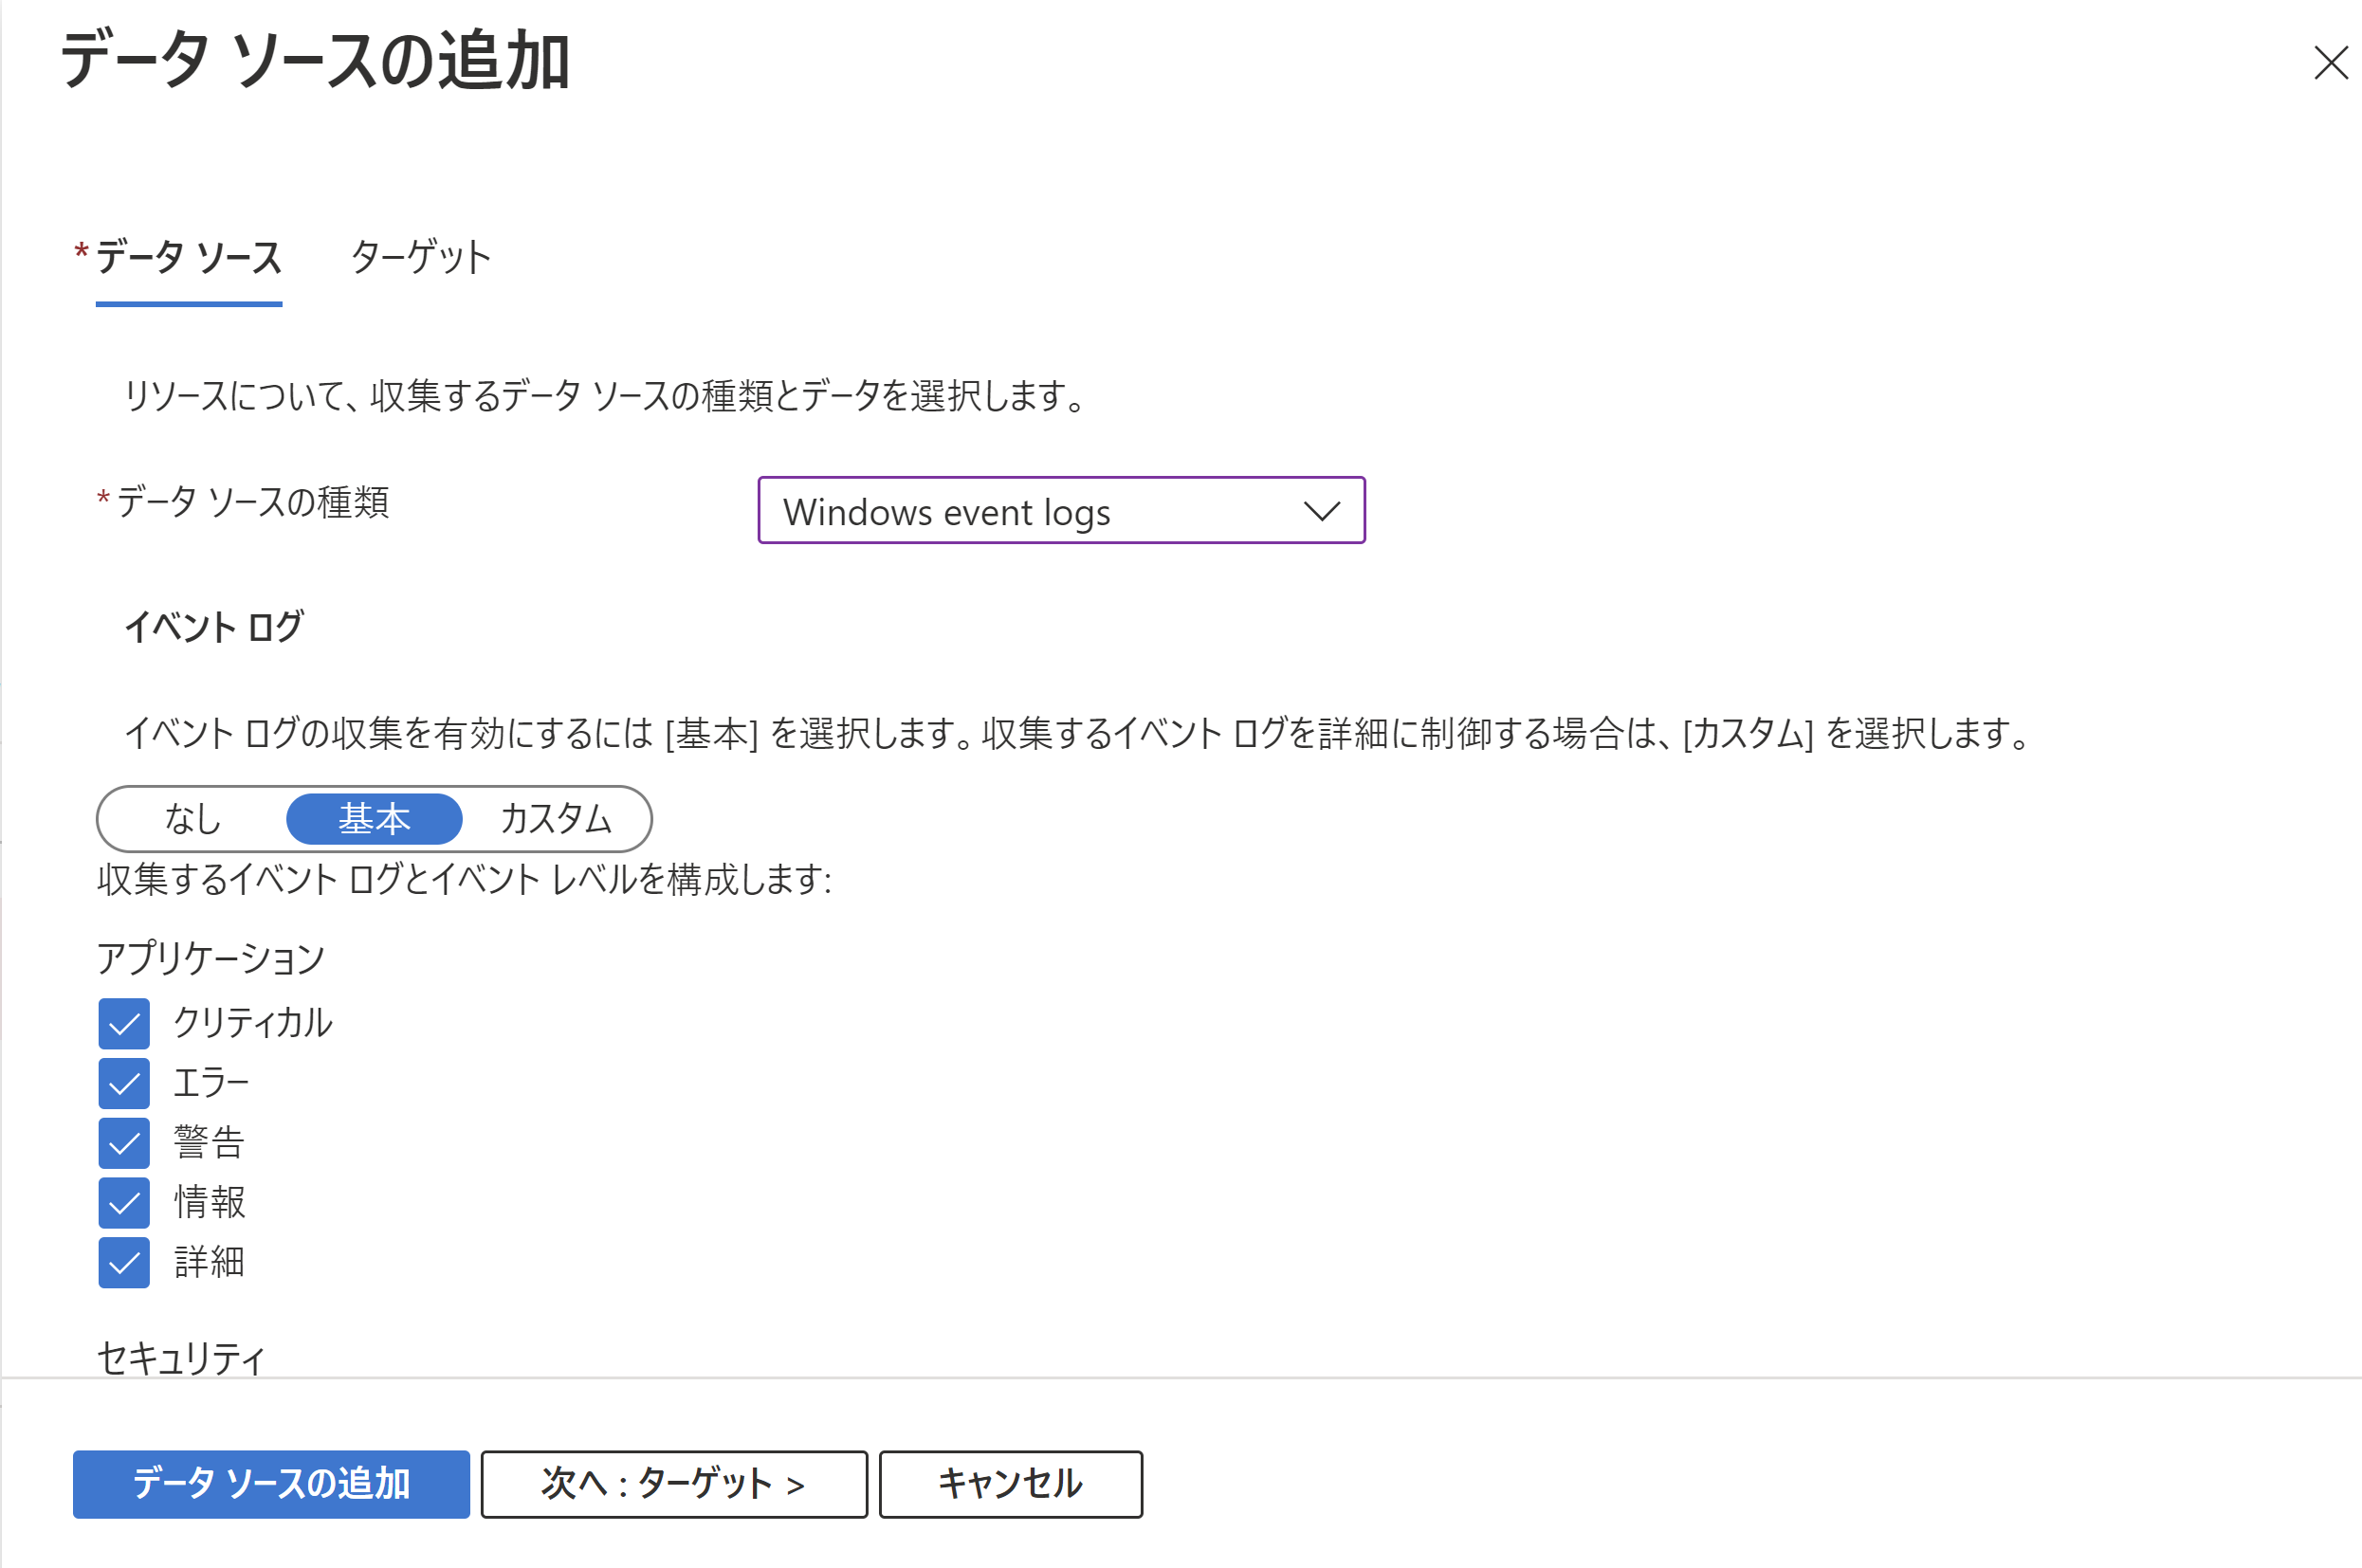 データ ソースの追加
* データ ソース ターゲット
リソースについて、収集するデータ ソースの種類とデータを選択します。
* データ ソースの種類 Windows event logs
イベント ログ
イベント ログの収集を有効にするには [基本] を選択します。収集するイベント ログを詳細に制御する場合は、[カスタム] を選択します。
なし 基本 カスタム
収集するイベント ログとイベント レベルを構成します:
アプリケーション
クリティカル
エラー
警告
情報
詳細
セキュリティ
データ ソースの追加 次へ : ターゲット > キャンセル